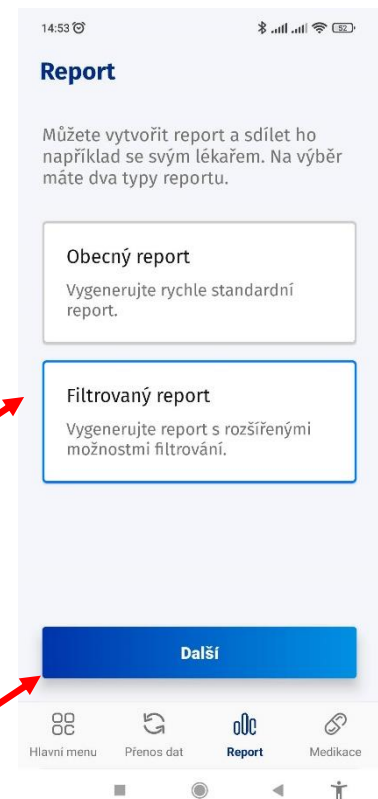 14:53
52
Report
Můžete vytvořit report a sdílet ho
například se svým lékařem. Na výběr
máte dva typy reportu.
Obecný report
Vygenerujte rychle standardní
report.
Filtrovaný report
Vygenerujte report s rozšířenými
možnostmi filtrování.
Další
Hlavní menu
Přenos dat
Report
Medikace